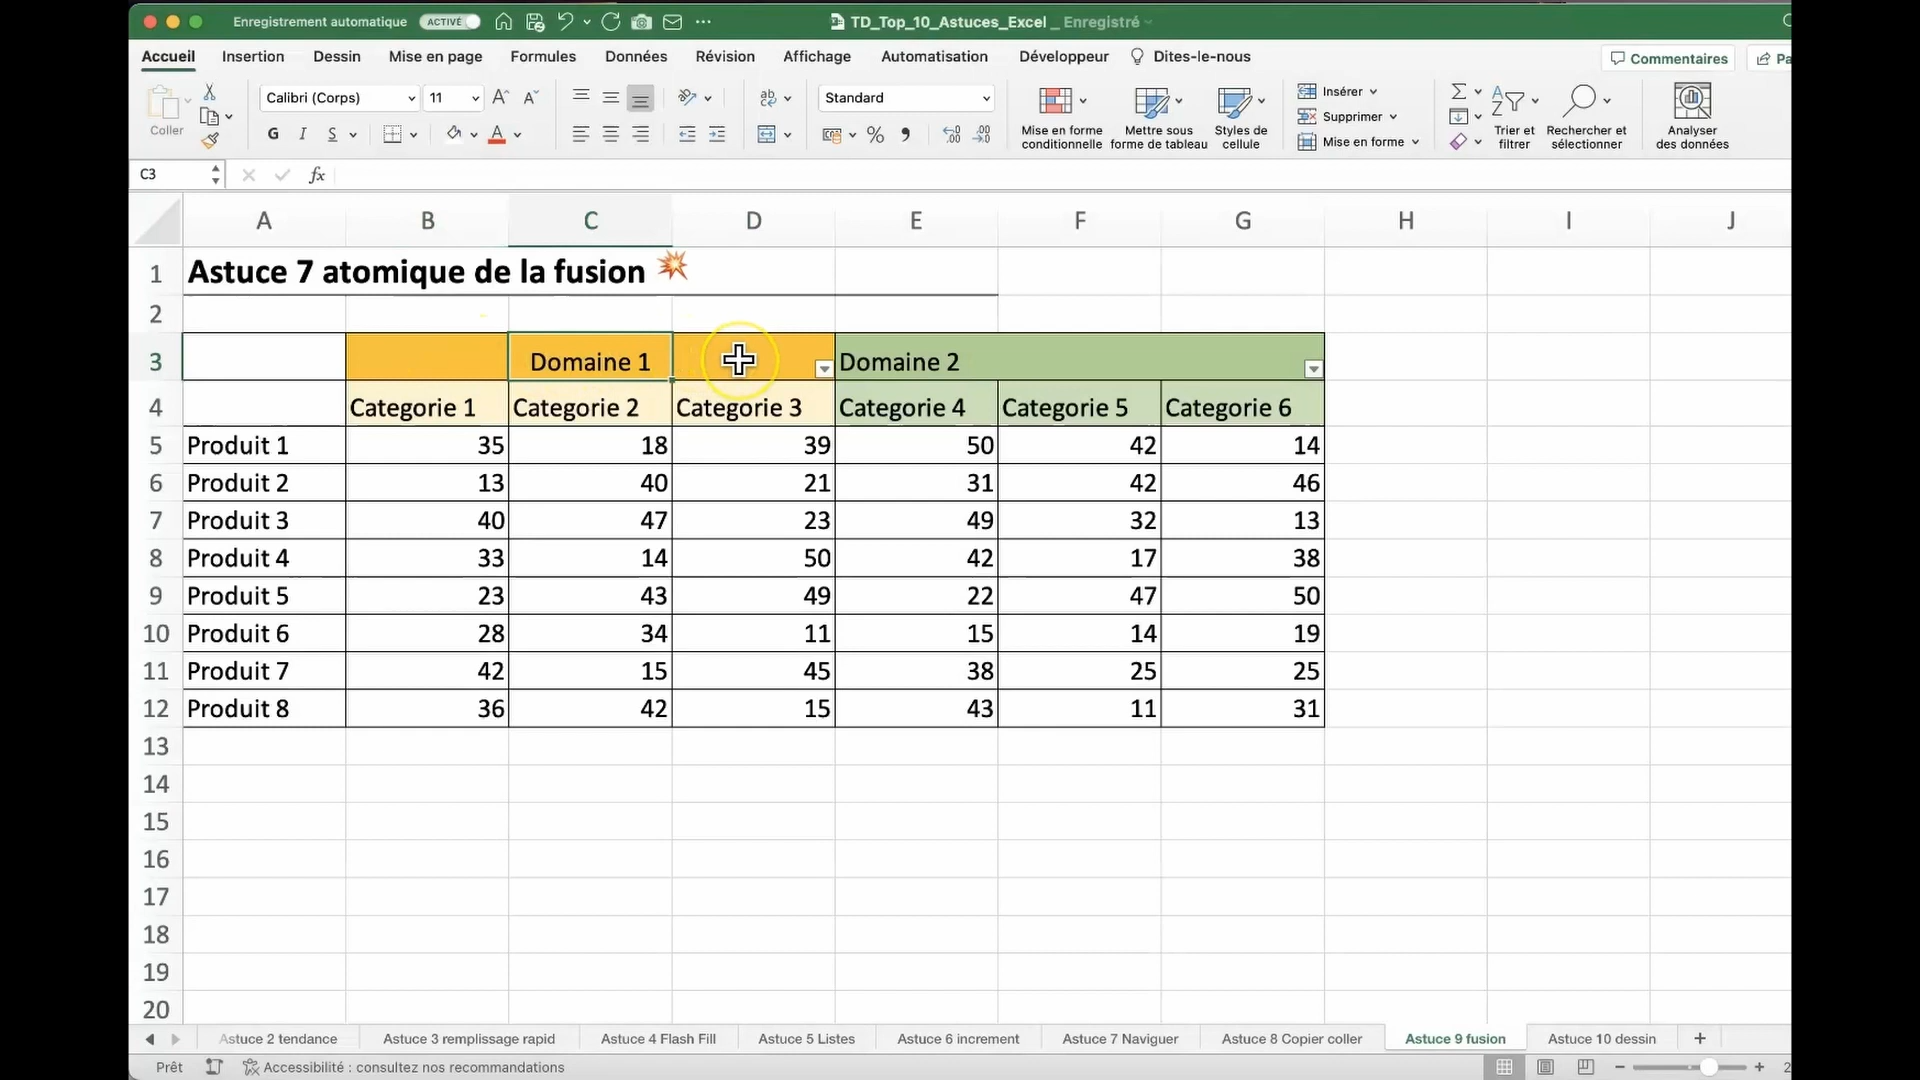 Enregistrement automatique ACTIVÉ TD_Top_10_Astuces_Excel _ Enregistré
Accueil Insertion Dessin Mise en page Formules Données Révision Affichage Automatisation Développeur Dites-le-nous Commentaires Pa
Coller Calibri (Corps) 11 Standard
G I S
Mise en forme conditionnelle
Mettre sous forme de tableau
Styles de cellule
Insérer
Supprimer
Mise en forme
Trier et filtrer
Rechercher et sélectionner
Analyser des données
C3 fx
A B C D E F G H I J
1 Astuce 7 atomique de la fusion
2
3 Domaine 1 Domaine 2
4 Categorie 1 Categorie 2 Categorie 3 Categorie 4 Categorie 5 Categorie 6
5 Produit 1 35 18 39 50 42 14
6 Produit 2 13 40 21 31 42 46
7 Produit 3 40 47 23 49 32 13
8 Produit 4 33 14 50 42 17 38
9 Produit 5 23 43 49 22 47 50
10 Produit 6 28 34 11 15 14 19
11 Produit 7 42 15 45 38 25 25
12 Produit 8 36 42 15 43 11 31
13
14
15
16
17
18
19
20
Astuce 2 tendance Astuce 3 remplissage rapid Astuce 4 Flash Fill Astuce 5 Listes Astuce 6 increment Astuce 7 Naviguer Astuce 8 Copier coller Astuce 9 fusion Astuce 10 dessin +
Prêt Accessibilité : consultez nos recommandations − + 2